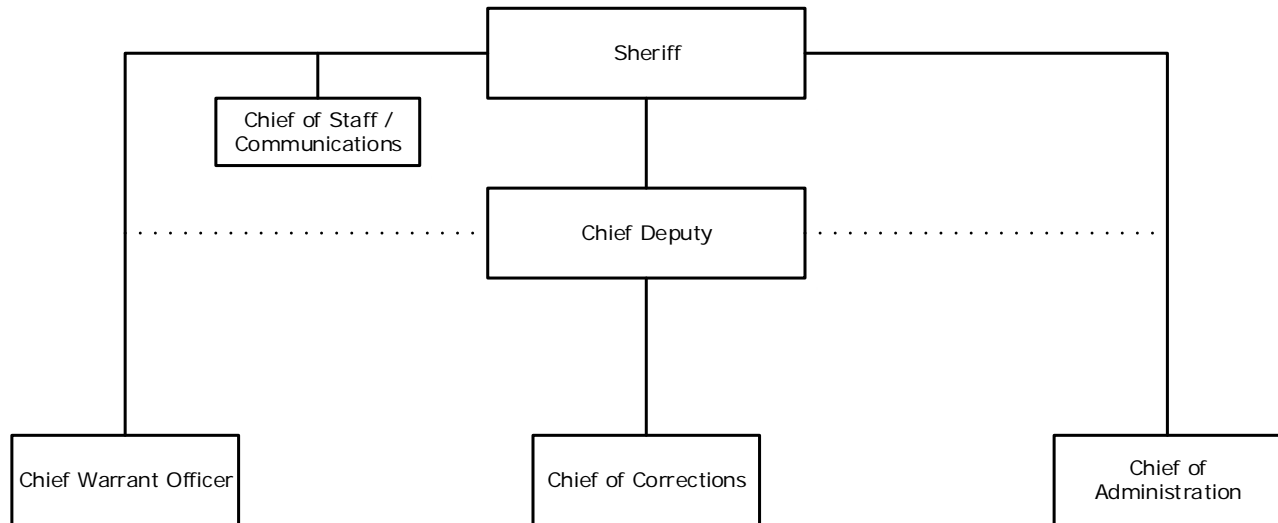 Sheriff
Chief of Staff /
Communications
Chief Deputy
Chief Warrant Officer
Chief of Corrections
Chief of
Administration